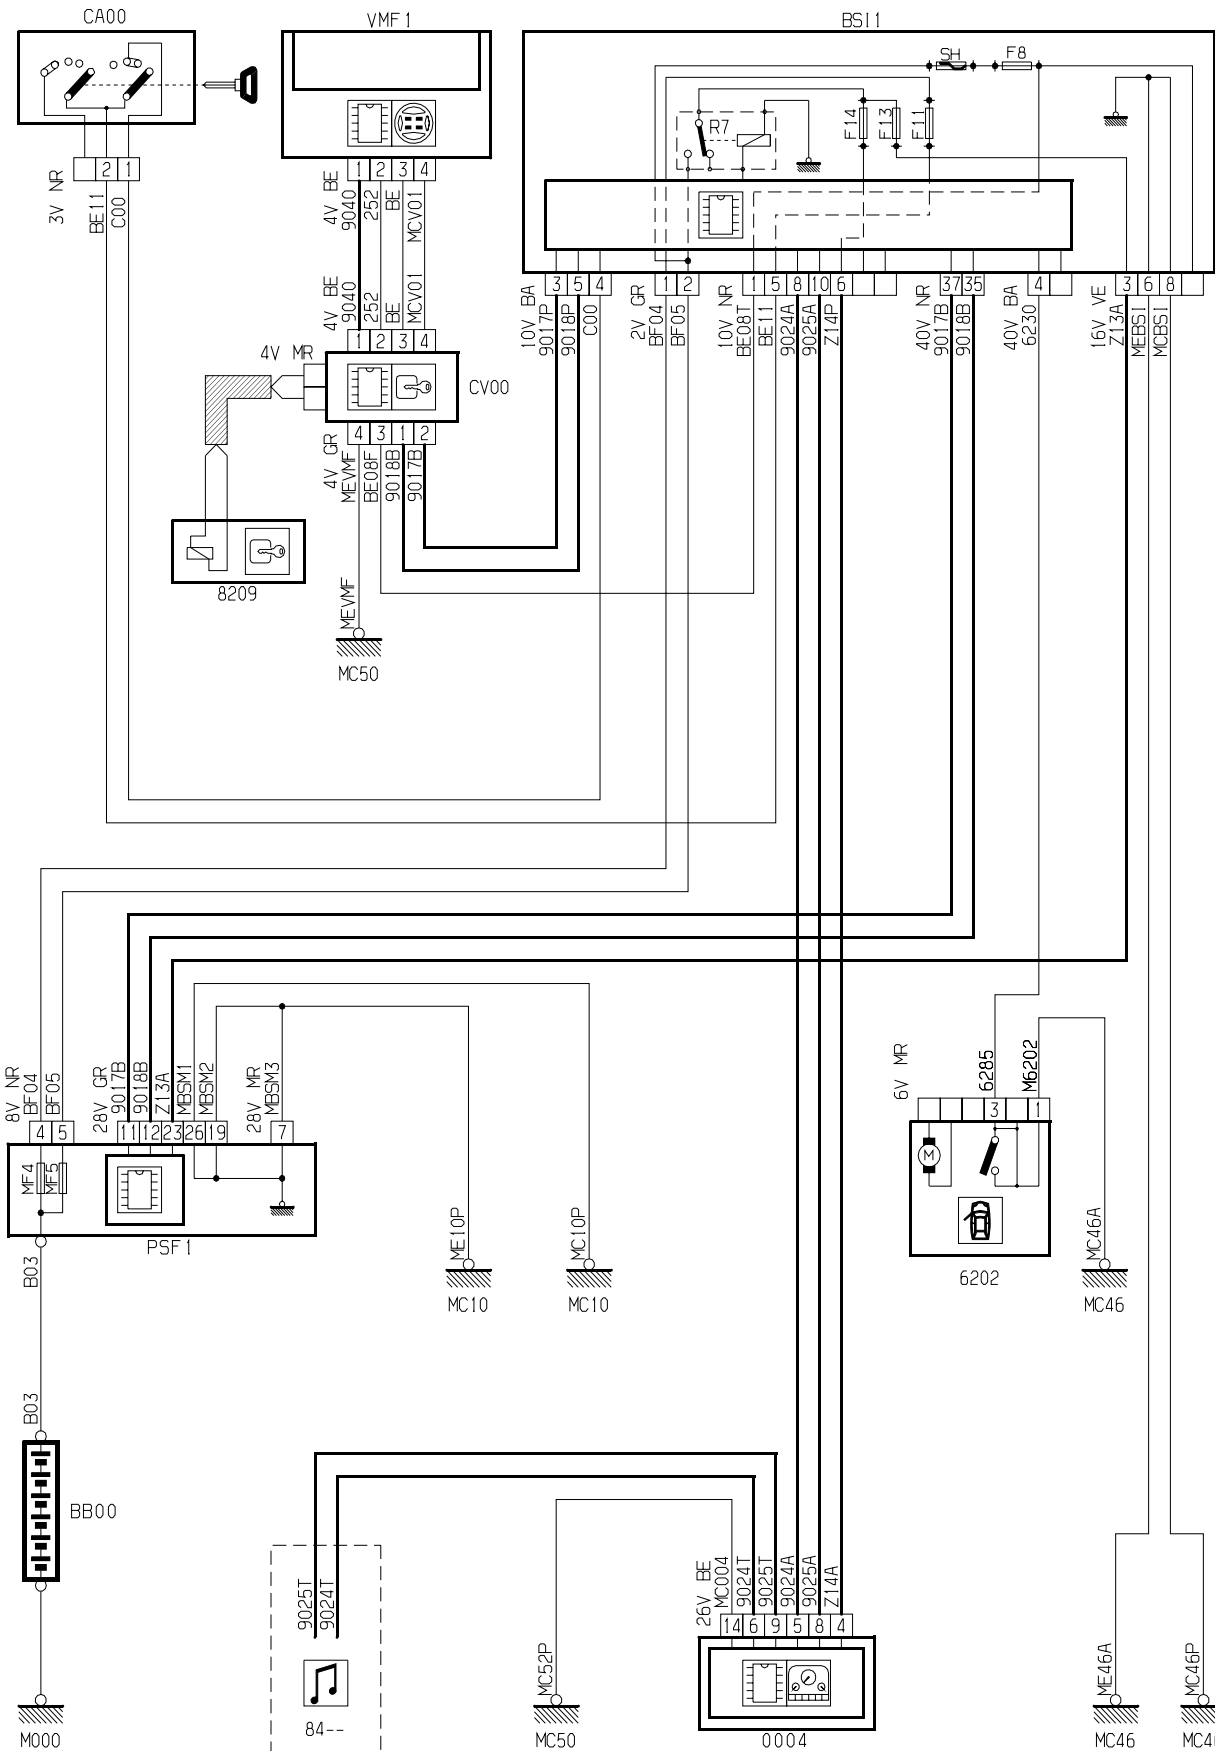 CA00
VMF1
BSI1
SH
F8
R7
F14
F13
F11
2 1
1 2 3 4
3V NR
BE11
C00
4V BE
9040
252
BE
MCV01
4V BE
9040
252
BE
MCV01
1 2 3 4
4V MR
CV00
4 3 1 2
4V GR
MEVMF
BE08F
9018B
9017B
3 5 4
10V BA
9017P
9018P
C00
1 2
2V GR
BF04
BF05
1 5 8 10 6
10V NR
BE08T
BE11
9024A
9025A
Z14P
37 35
40V NR
9017B
9018B
4
40V BA
6230
3 6 8
16V VE
Z13A
MEBSI
MCBSI
8209
MEVMF
MC50
8V NR
BF04
BF05
28V GR
9017B
9018B
Z13A
MBSM1
MBSM2
28V MR
MBSM3
4 5
11 12 23 26 19
7
MF4
MF5
PSF1
B03
ME10P
MC10
MC10P
MC10
6V MR
6285
M6202
3 1
M
6202
MC46A
MC46
B03
BB00
M000
9025T
9024T
84--
MC52P
MC50
26V BE
MC004
9024T
9025T
9024A
9025A
Z14A
14 6 9 5 8 4
0004
ME46A
MC46
MC46P